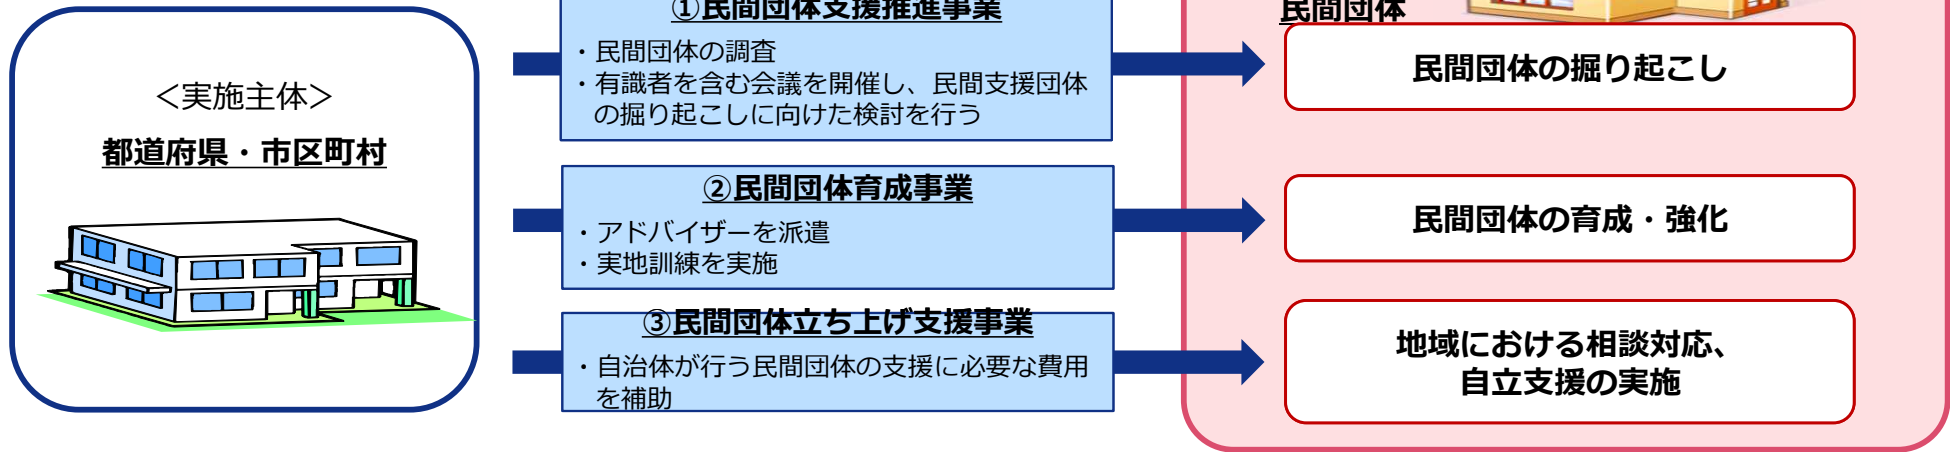 ＜実施主体＞
都道府県・市区町村
①民間団体支援推進事業
・民間団体の調査
・有識者を含む会議を開催し、民間支援団体
の掘り起こしに向けた検討を行う
②民間団体育成事業
・アドバイザーを派遣
・実地訓練を実施
③民間団体立ち上げ支援事業
・自治体が行う民間団体の支援に必要な費用
を補助
民間団体
民間団体の掘り起こし
民間団体の育成・強化
地域における相談対応、
自立支援の実施